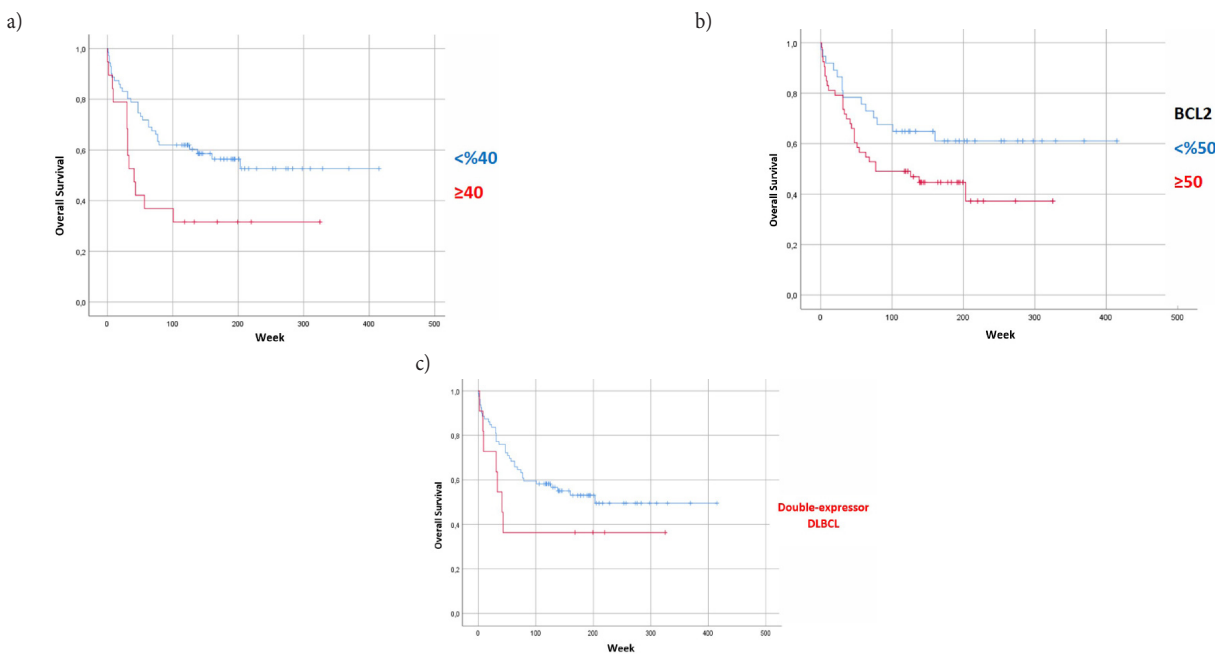 a)
1,0
0,8
0,6
0,4
0,2
0,0
Overall Survival
0 100 200 300 400 500
Week
<%40
≥40
b)
1,0
0,8
0,6
0,4
0,2
0,0
Overall Survival
0 100 200 300 400 500
Week
BCL2
<%50
≥50
c)
1,0
0,8
0,6
0,4
0,2
0,0
Overall Survival
0 100 200 300 400 500
Week
Double-expressor
DLBCL